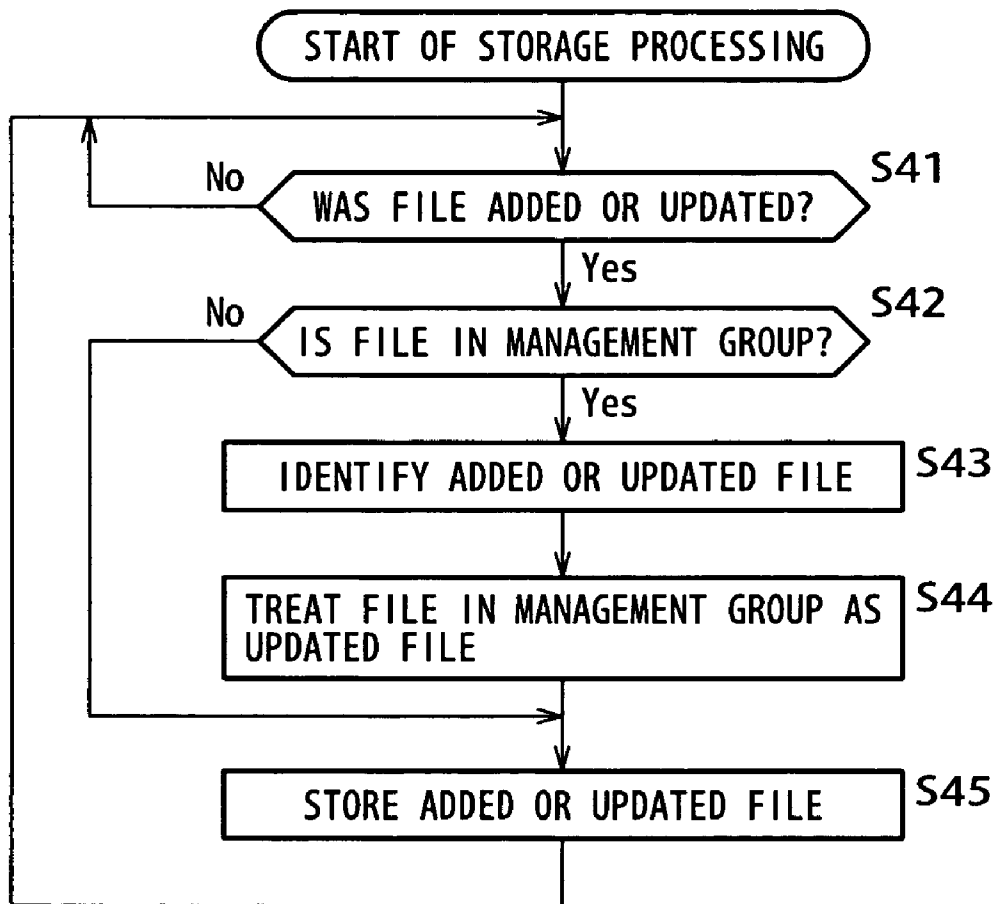 START OF STORAGE PROCESSING
S41
No
WAS FILE ADDED OR UPDATED?
Yes
S42
No
IS FILE IN MANAGEMENT GROUP?
Yes
S43
IDENTIFY ADDED OR UPDATED FILE
S44
TREAT FILE IN MANAGEMENT GROUP AS
UPDATED FILE
S45
STORE ADDED OR UPDATED FILE